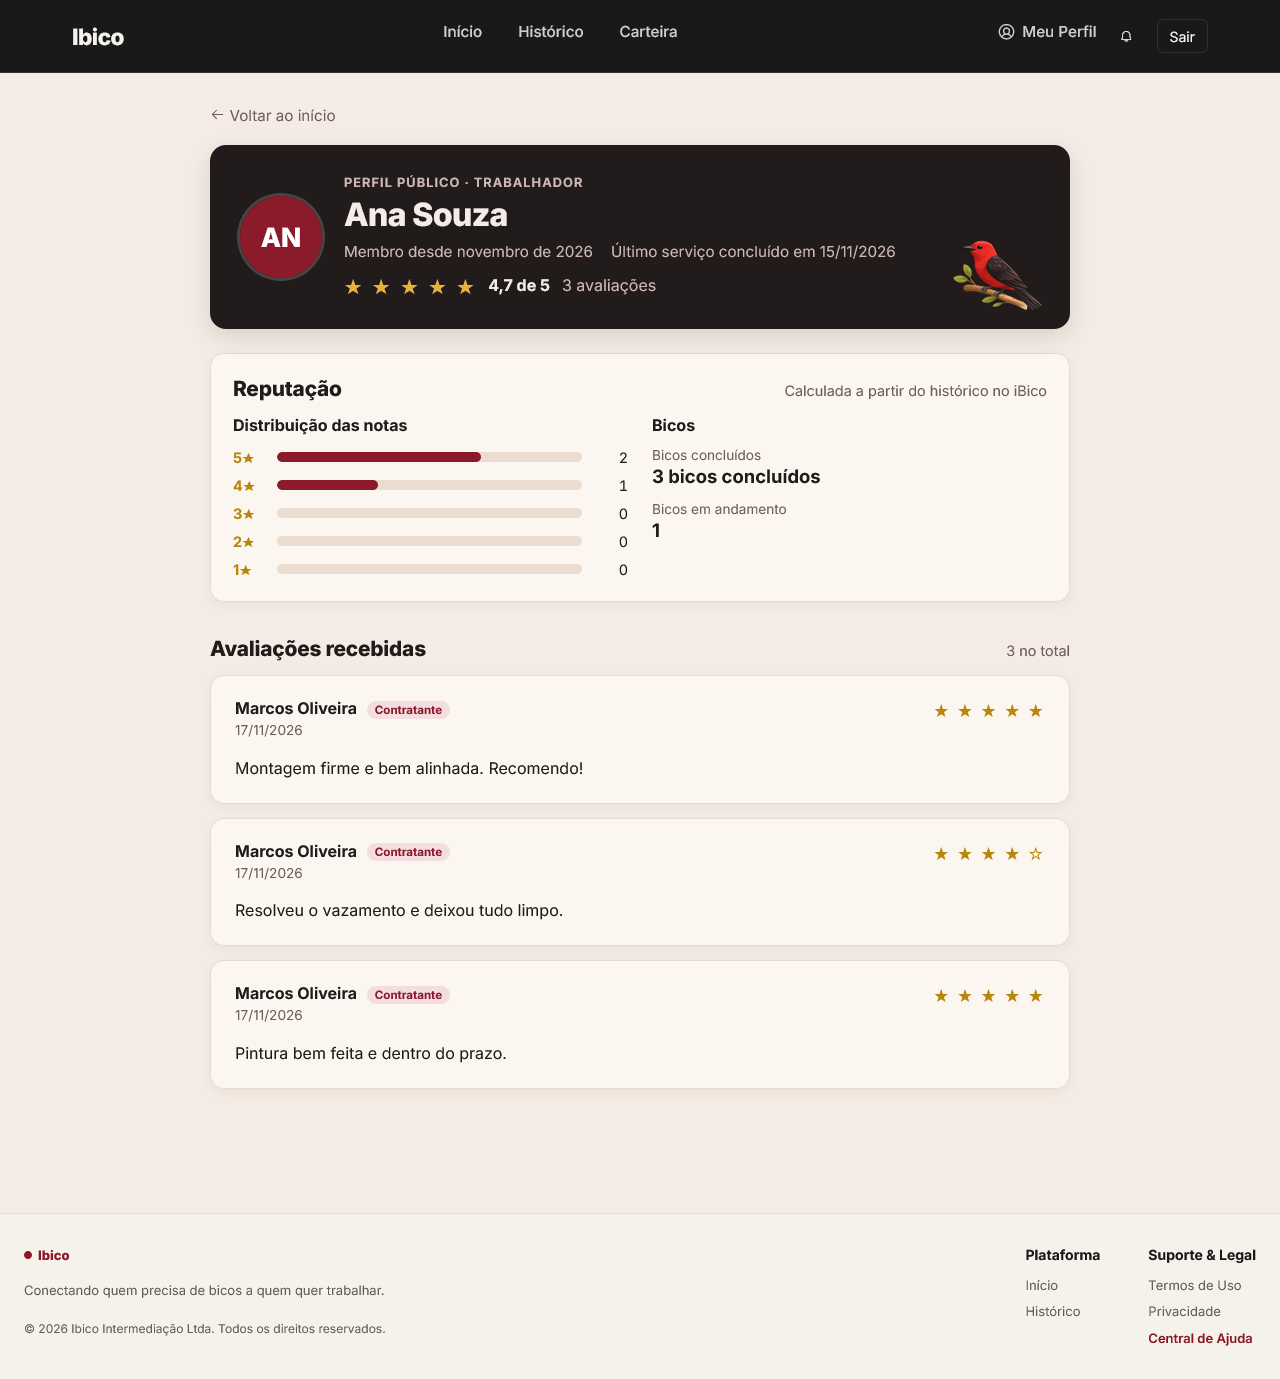 Ibico
Início
Histórico
Carteira
Meu Perfil
Sair
← Voltar ao início
AN
PERFIL PÚBLICO · TRABALHADOR
Ana Souza
Membro desde novembro de 2026 Último serviço concluído em 15/11/2026
★ ★ ★ ★ ★ 4,7 de 5 3 avaliações
Reputação
Calculada a partir do histórico no iBico
Distribuição das notas
5★ 2
4★ 1
3★ 0
2★ 0
1★ 0
Bicos
Bicos concluídos
3 bicos concluídos
Bicos em andamento
1
Avaliações recebidas
3 no total
Marcos Oliveira Contratante
★ ★ ★ ★ ★
17/11/2026
Montagem firme e bem alinhada. Recomendo!
Marcos Oliveira Contratante
★ ★ ★ ★ ☆
17/11/2026
Resolveu o vazamento e deixou tudo limpo.
Marcos Oliveira Contratante
★ ★ ★ ★ ★
17/11/2026
Pintura bem feita e dentro do prazo.
Ibico
Conectando quem precisa de bicos a quem quer trabalhar.
© 2026 Ibico Intermediação Ltda. Todos os direitos reservados.
Plataforma
Início
Histórico
Suporte & Legal
Termos de Uso
Privacidade
Central de Ajuda